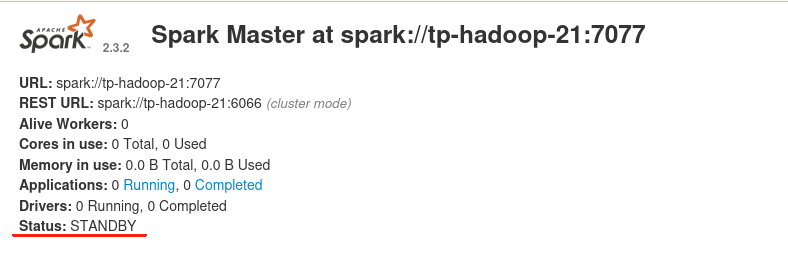 APACHE
Spark 2.3.2 Spark Master at spark://tp-hadoop-21:7077
URL: spark://tp-hadoop-21:7077
REST URL: spark://tp-hadoop-21:6066 (cluster mode)
Alive Workers: 0
Cores in use: 0 Total, 0 Used
Memory in use: 0.0 B Total, 0.0 B Used
Applications: 0 Running, 0 Completed
Drivers: 0 Running, 0 Completed
Status: STANDBY